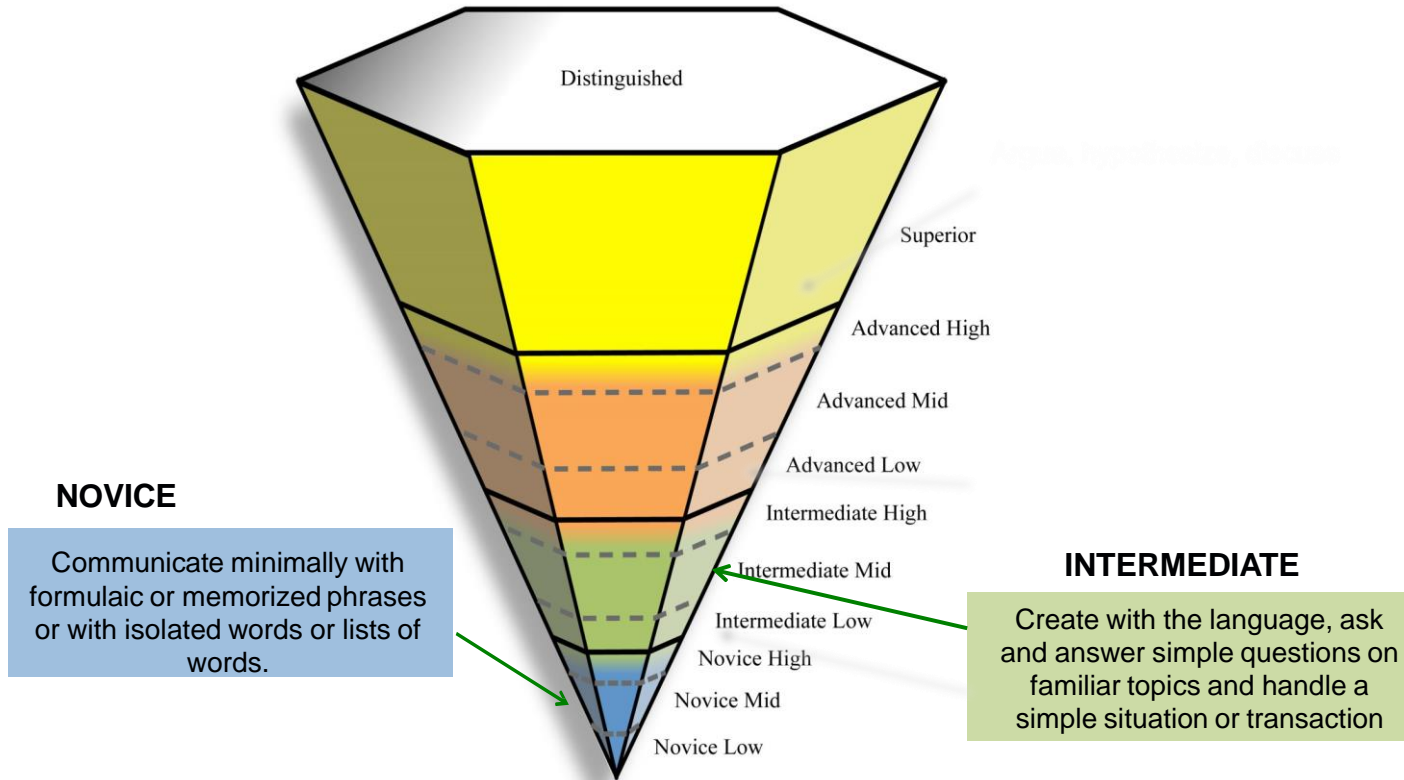 Distinguished
Superior
Advanced High
Advanced Mid
Advanced Low
Intermediate High
Intermediate Mid
Intermediate Low
Novice High
Novice Mid
Novice Low
NOVICE
Communicate minimally with
formulaic or memorized phrases
or with isolated words or lists of
words.
INTERMEDIATE
Create with the language, ask
and answer simple questions on
familiar topics and handle a
simple situation or transaction